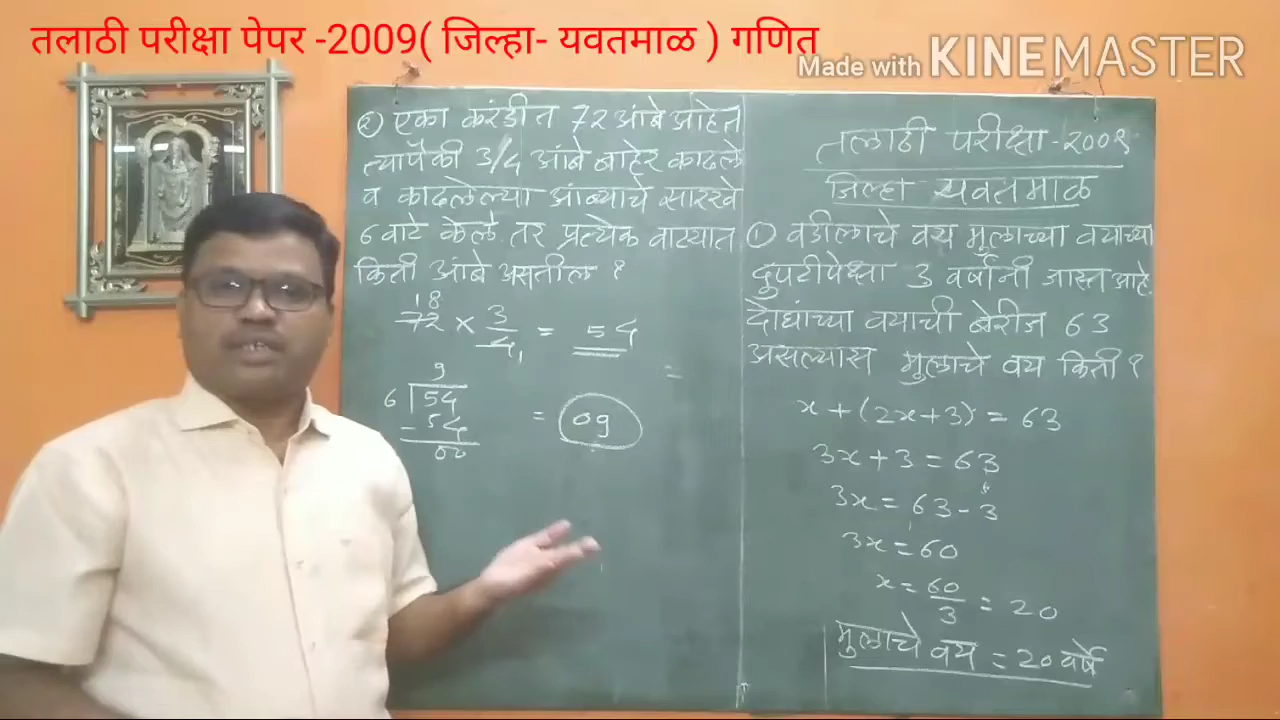 तलाठी परीक्षा पेपर -2009( जिल्हा- यवतमाळ ) गणित
Made with KINEMASTER
② एका करंडीत 72 आंबे आहेत
त्यापैकी 3/4 आंबे बाहेर काढले
व काढलेल्या आंब्याचे सारखे
6 वाटे केले तर प्रत्येक वाट्यात
किती आंबे असतील ?
18
72 × 3/4 = 54
9
6 54
- 54
00
= 09
=
तलाठी परीक्षा-2009
जिल्हा यवतमाळ
① वडीलाचे वय मुलाच्या वयाच्या
दुपटीपेक्षा 3 वर्षानी जास्त आहे.
दोघांच्या वयाची बेरीज 63
असल्यास मुलाचे वय किती ?
x + (2x+3) = 63
3x + 3 = 63
3x = 63 - 3
3x = 60
x = 60/3 = 20
मुलाचे वय = 20 वर्षे